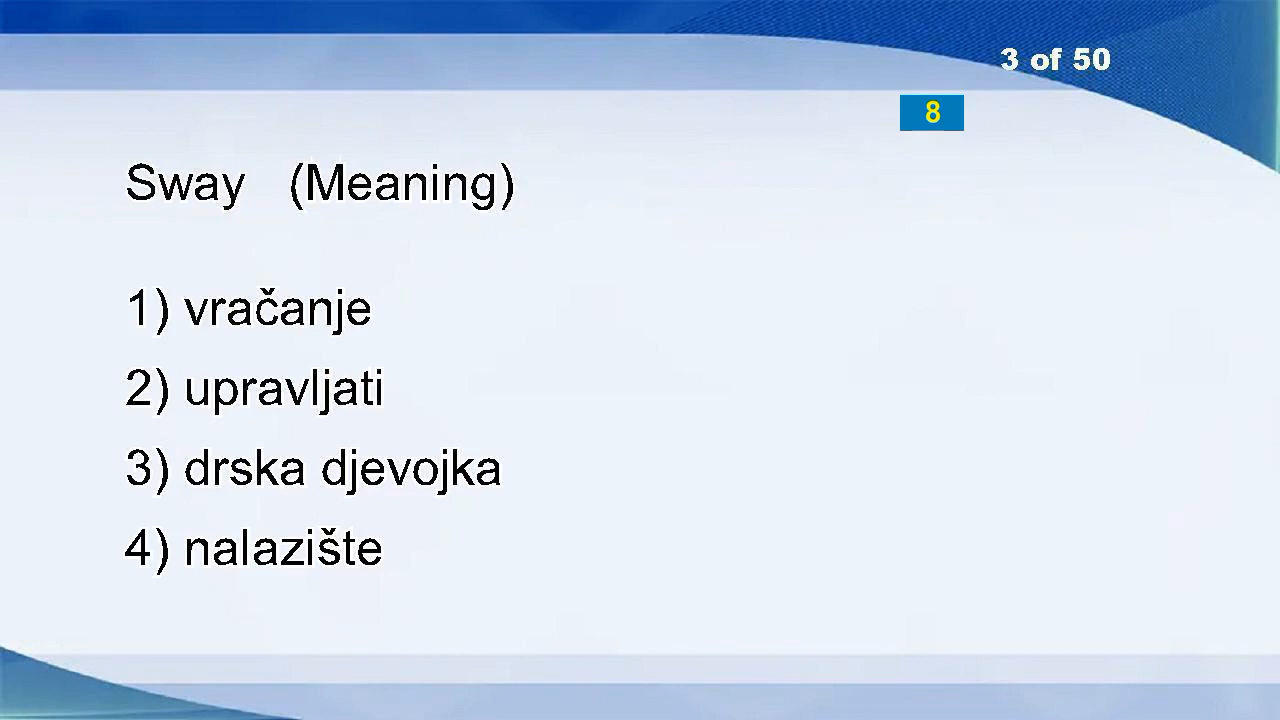 3 of 50
8
Sway (Meaning)
1) vračanje
2) upravljati
3) drska djevojka
4) nalazište